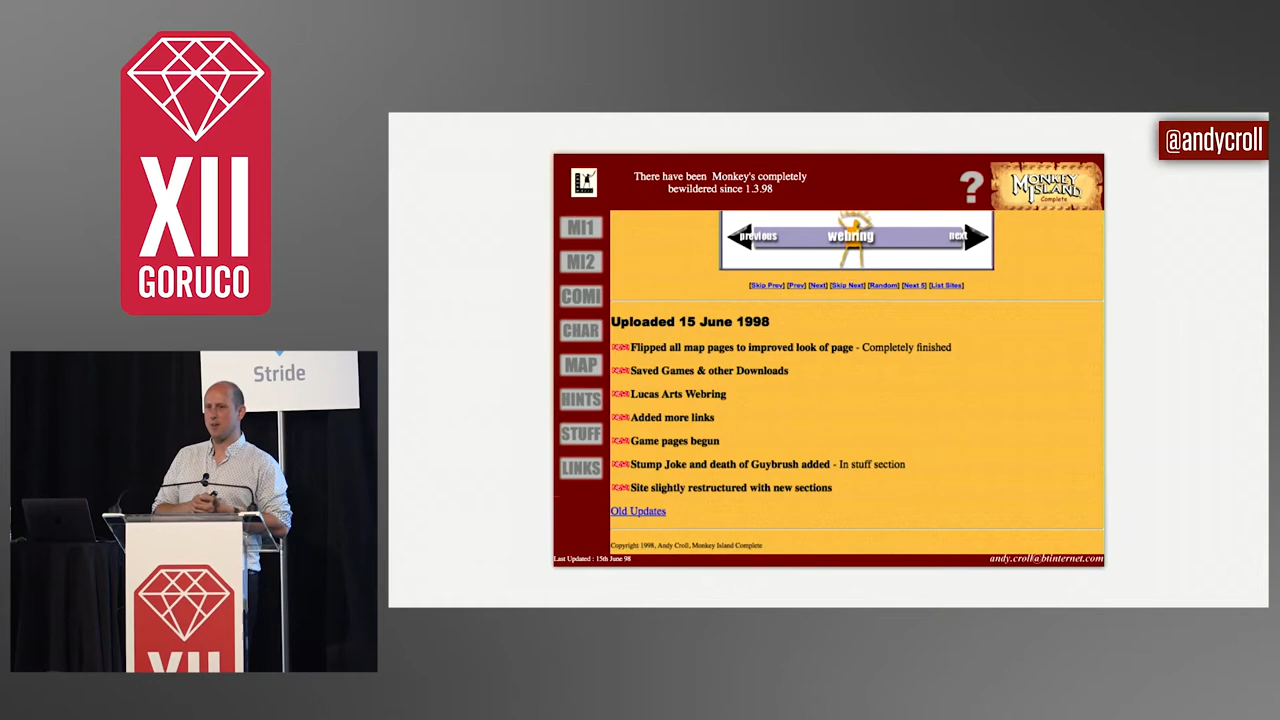 XII
GORUCO
Stride
XII
@andycroll
There have been Monkey's completely
bewildered since 1.3.98
?
MONKEY
ISLAND
Complete
MI1
MI2
COMI
CHAR
MAP
HINTS
STUFF
LINKS
previous
webring
next
[Skip Prev] [Prev] [Next] [Skip Next] [Random] [Next 5] [List Sites]
Uploaded 15 June 1998
Flipped all map pages to improved look of page - Completely finished
Saved Games & other Downloads
Lucas Arts Webring
Added more links
Game pages begun
Stump Joke and death of Guybrush added - In stuff section
Site slightly restructured with new sections
Old Updates
Copyright 1998, Andy Croll, Monkey Island Complete
Last Updated : 15th June 98
andy.croll@btinternet.com